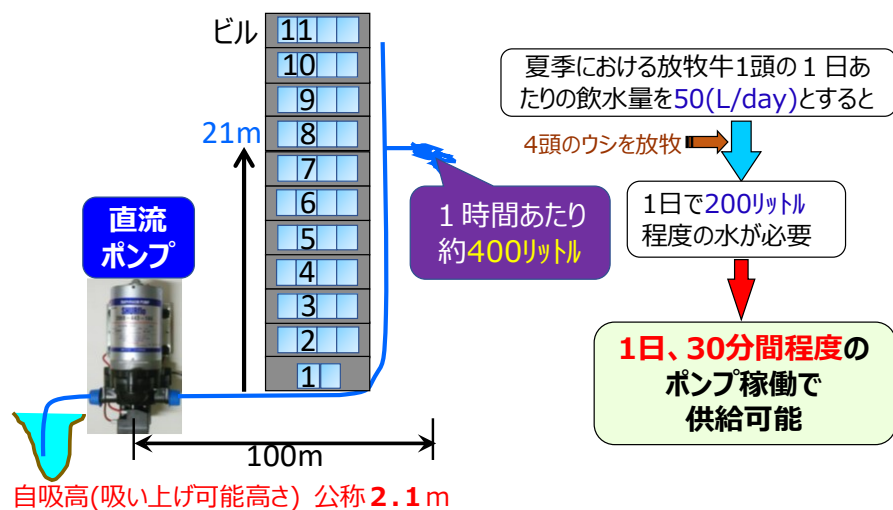 ビル
11
10
9
8
7
6
5
4
3
2
1
21m
直流
ポンプ
1時間あたり
約400リットル
100m
自吸高(吸い上げ可能高さ) 公称2.1m
夏季における放牧牛1頭の1日あ
たりの飲水量を50(L/day)とすると
4頭のウシを放牧
1日で200リットル
程度の水が必要
1日、30分間程度の
ポンプ稼働で
供給可能